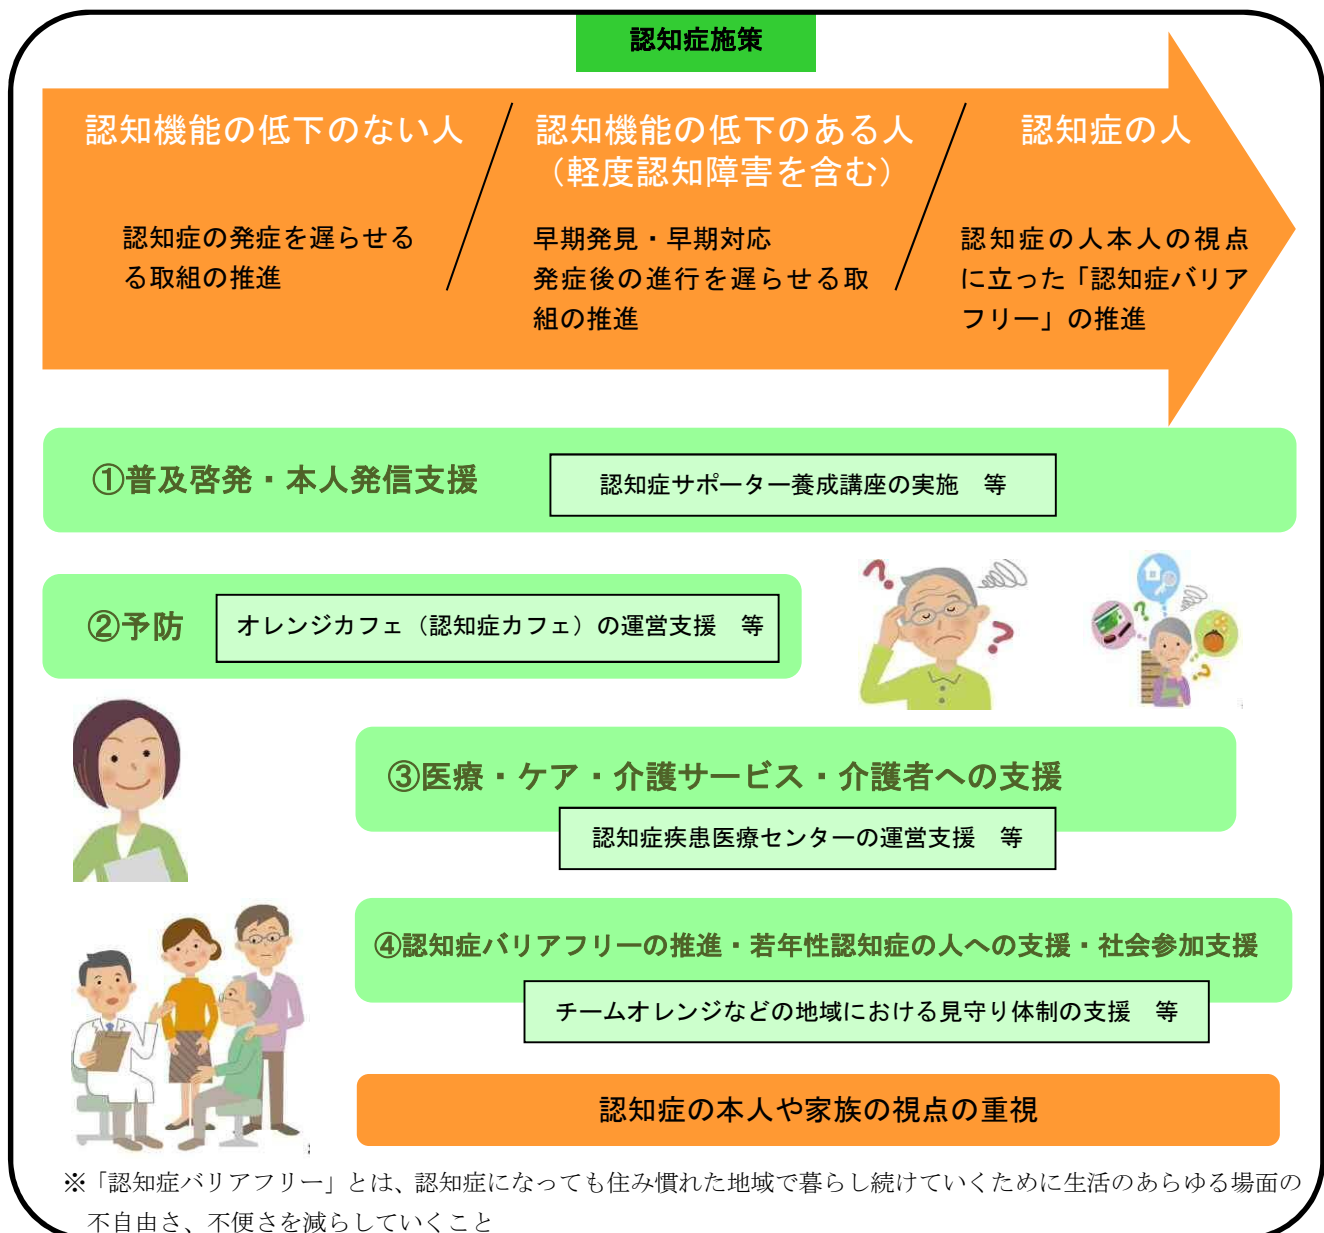 認知症施策
認知機能の低下のない人
認知症の発症を遅らせる
る取組の推進
認知機能の低下のある人
（軽度認知障害を含む）
早期発見・早期対応
発症後の進行を遅らせる取
組の推進
認知症の人
認知症の人本人の視点
に立った「認知症バリア
フリー」の推進
①普及啓発・本人発信支援
認知症サポーター養成講座の実施　等
②予防
オレンジカフェ（認知症カフェ）の運営支援　等
③医療・ケア・介護サービス・介護者への支援
認知症疾患医療センターの運営支援　等
④認知症バリアフリーの推進・若年性認知症の人への支援・社会参加支援
チームオレンジなどの地域における見守り体制の支援　等
認知症の本人や家族の視点の重視
※「認知症バリアフリー」とは、認知症になっても住み慣れた地域で暮らし続けていくために生活のあらゆる場面の
不自由さ、不便さを減らしていくこと